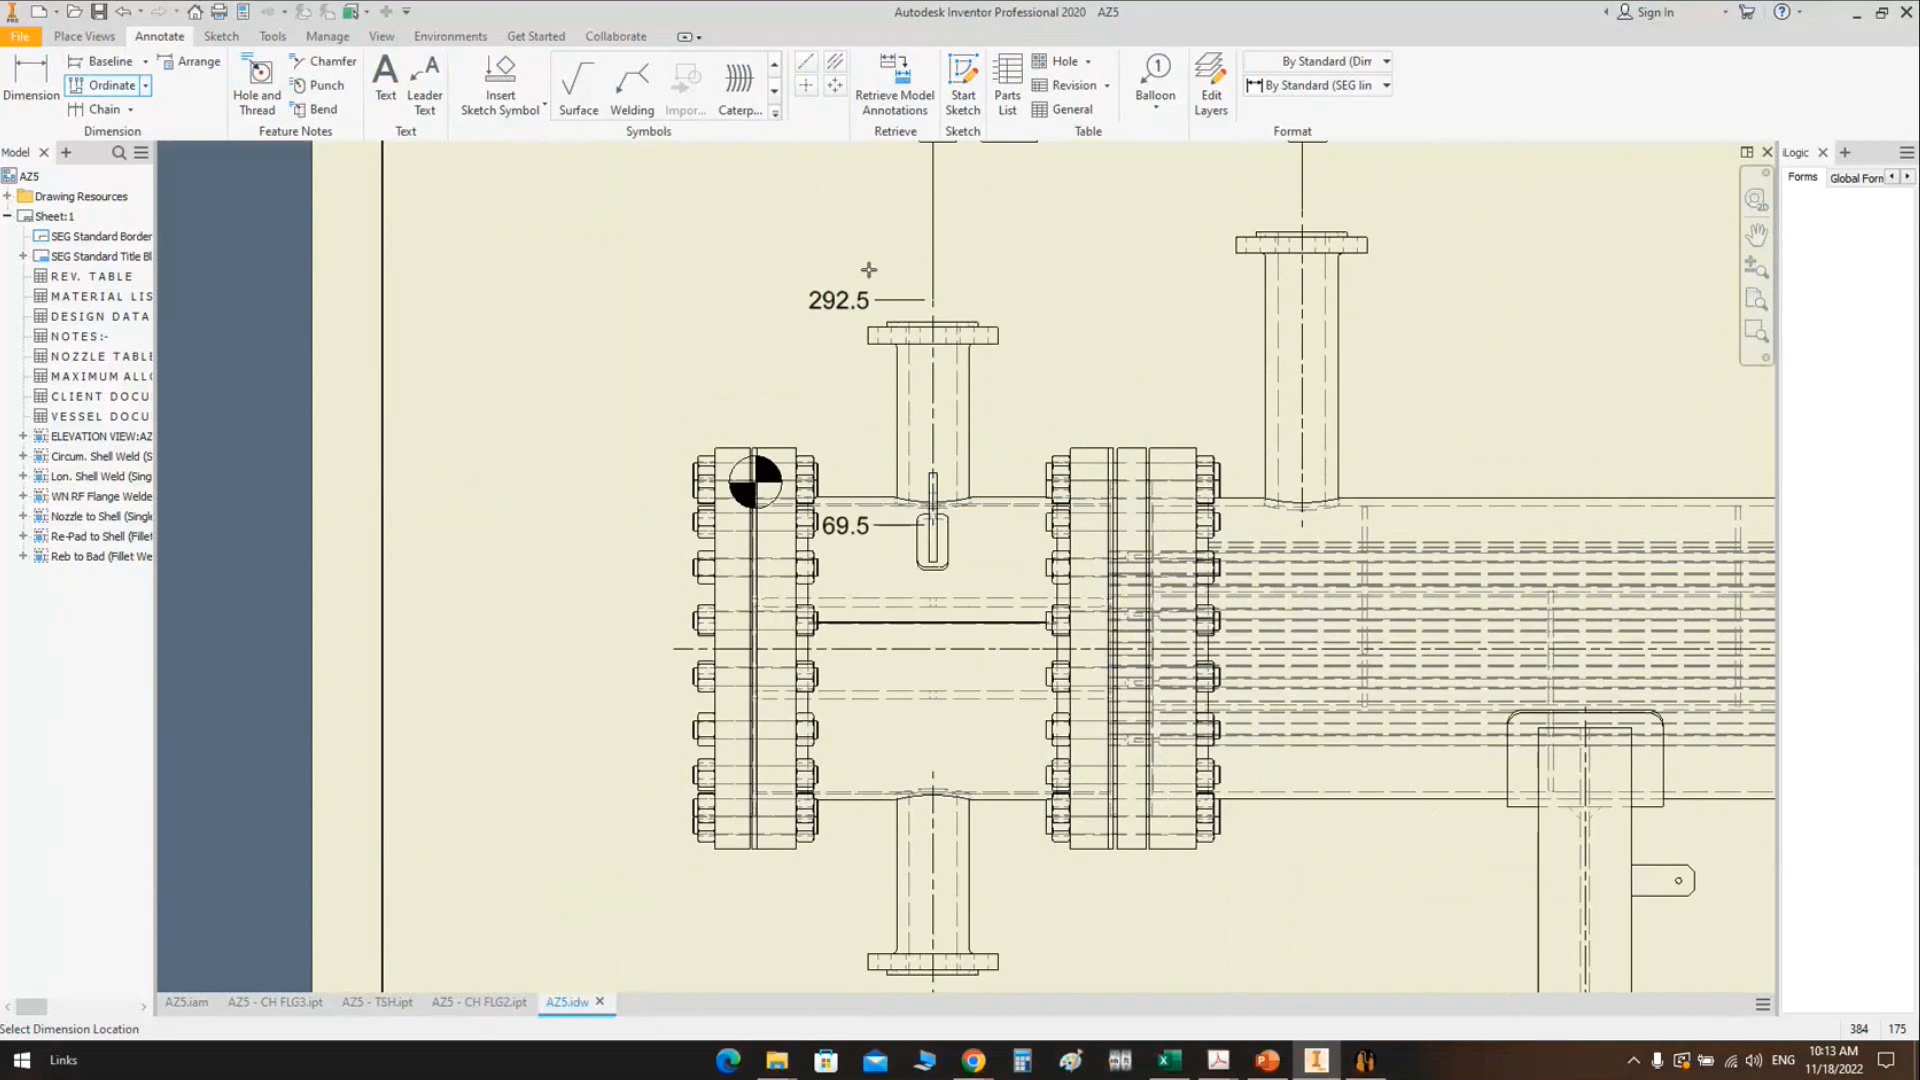 Autodesk Inventor Professional 2020 AZ5
Sign In
File Place Views Annotate Sketch Tools Manage View Environments Get Started Collaborate
Dimension
Baseline
Ordinate
Chain
Arrange
Dimension
Hole and Thread
Chamfer
Punch
Bend
Feature Notes
Text
Leader Text
Text
Insert Sketch Symbol
Surface
Welding
Impor...
Caterp...
Symbols
Retrieve Model Annotations
Retrieve
Start Sketch
Sketch
Parts List
Hole
Revision
General
Table
Balloon
Edit Layers
By Standard (Dim
By Standard (SEG lin
Format
Model
AZ5
Drawing Resources
Sheet:1
SEG Standard Border
SEG Standard Title Bl
REV. TABLE
MATERIAL LIS
DESIGN DATA
NOTES:-
NOZZLE TABLE
MAXIMUM ALLO
CLIENT DOCU
VESSEL DOCU
ELEVATION VIEW:AZ
Circum. Shell Weld (S
Lon. Shell Weld (Sing
WN RF Flange Welde
Nozzle to Shell (Single
Re-Pad to Shell (Fillet
Reb to Bad (Fillet We
292.5
69.5
iLogic
Forms Global Form
AZ5.iam AZ5 - CH FLG3.ipt AZ5 - TSH.ipt AZ5 - CH FLG2.ipt AZ5.idw
Select Dimension Location
384 175
Links
ENG
10:13 AM
11/18/2022